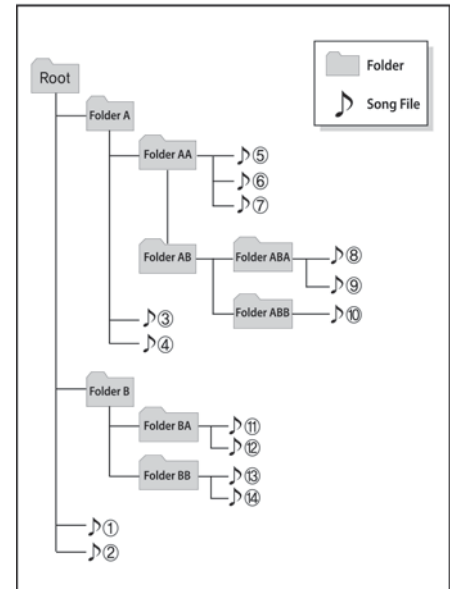 Root
Folder
Song File
Folder A
Folder AA
⑤
⑥
⑦
Folder AB
Folder ABA
⑧
⑨
Folder ABB
⑩
③
④
Folder B
Folder BA
⑪
⑫
Folder BB
⑬
⑭
①
②